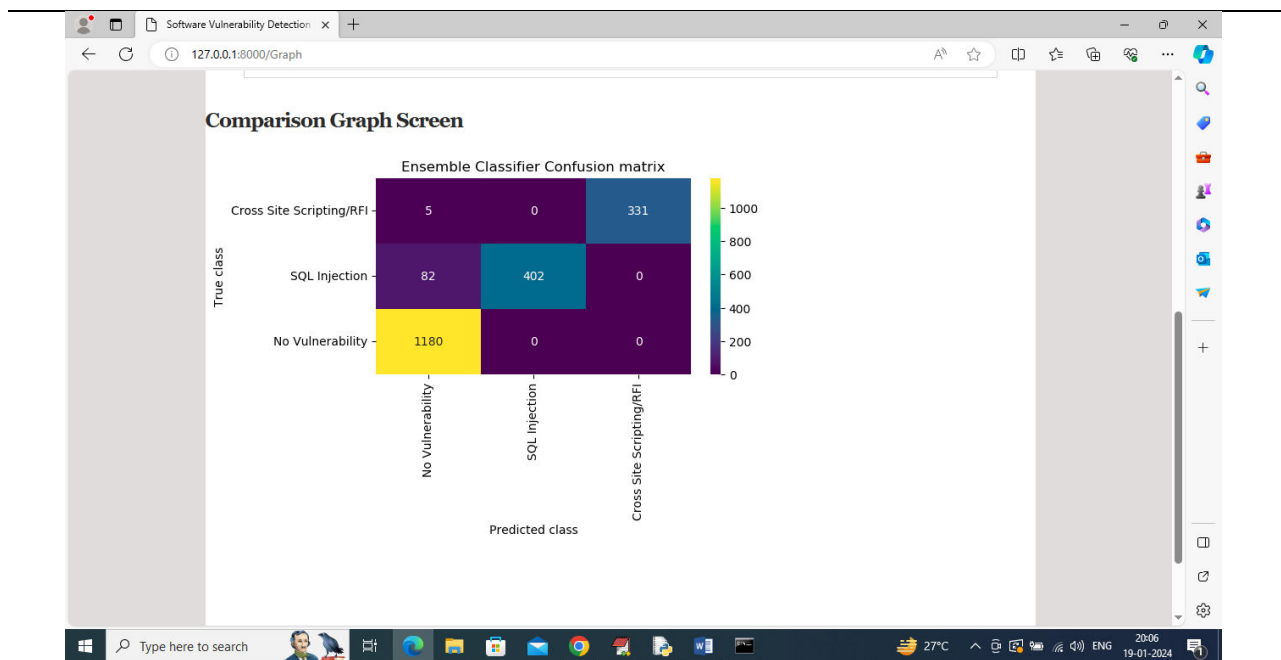 Software Vulnerability Detection
127.0.0.1:8000/Graph
Comparison Graph Screen
Ensemble Classifier Confusion matrix
True class
Cross Site Scripting/RFI 5 0 331
SQL Injection 82 402 0
No Vulnerability 1180 0 0
1000
800
600
400
200
0
No Vulnerability
SQL Injection
Cross Site Scripting/RFI
Predicted class
Type here to search
27°C
ENG
20:06
19-01-2024